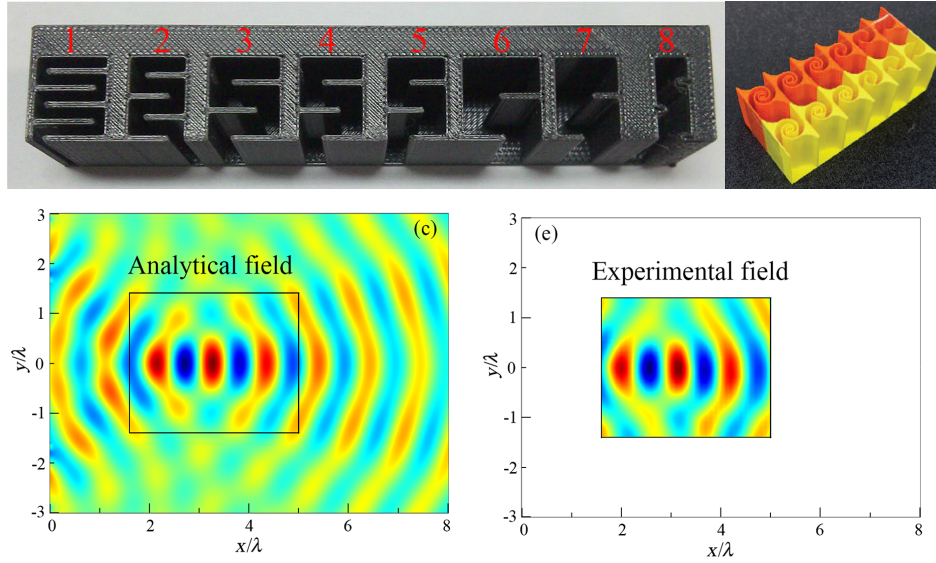 1 2 3 4 5 6 7 8
(c)
Analytical field
3
2
1
0
-1
-2
-3
y/λ
0 2 4 6 8
x/λ
(e)
Experimental field
3
2
1
0
-1
-2
-3
y/λ
0 2 4 6 8
x/λ